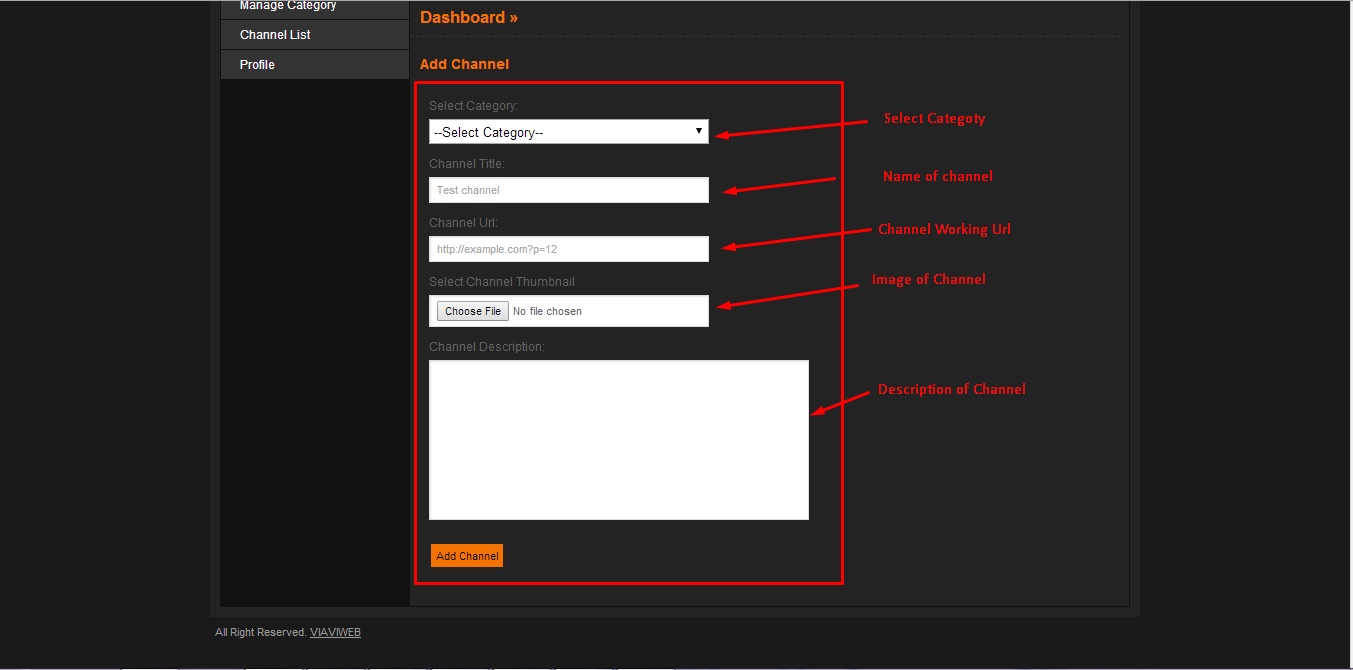 Manage Category
Channel List
Profile
Dashboard »
Add Channel
Select Category:
--Select Category--
Select Categoty
Channel Title:
Test channel
Name of channel
Channel Url:
http://example.com?p=12
Channel Working Url
Select Channel Thumbnail
Choose File No file chosen
Image of Channel
Channel Description:
Description of Channel
Add Channel
All Right Reserved. VIAVIWEB